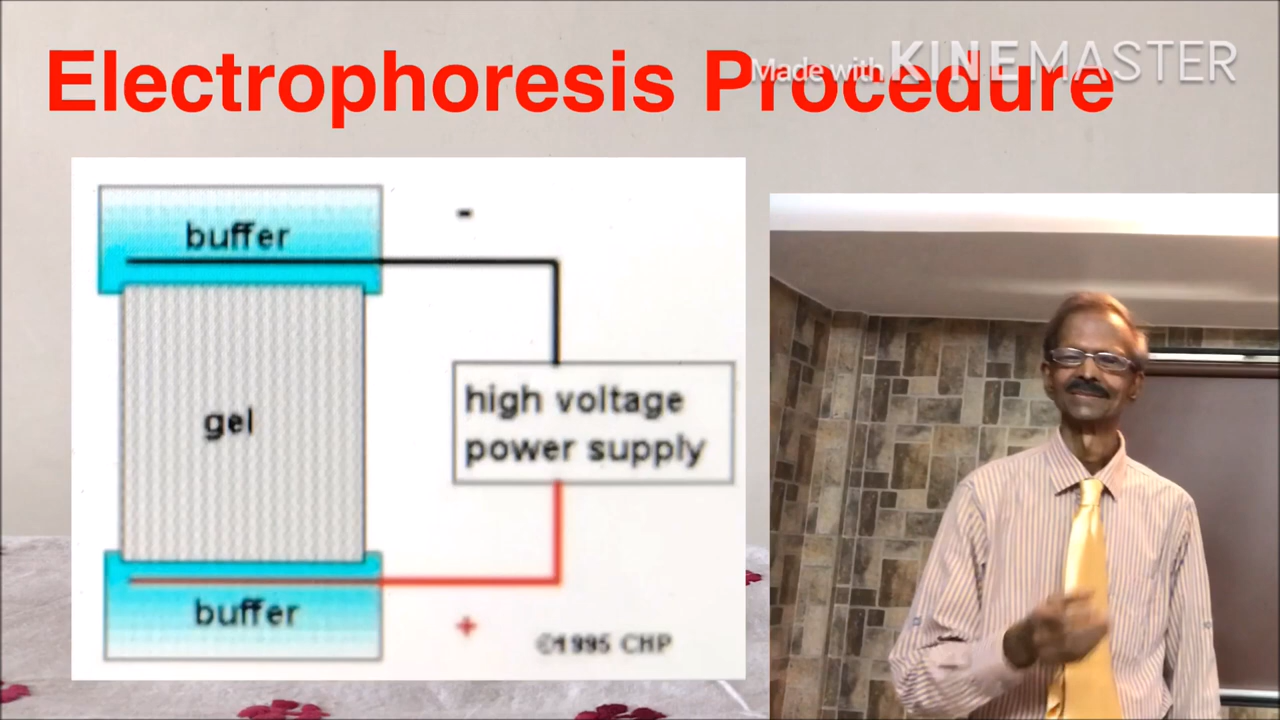 Electrophoresis Procedure
Made with KINEMASTER
buffer
-
gel
high voltage
power supply
buffer
+
©1995 CHP